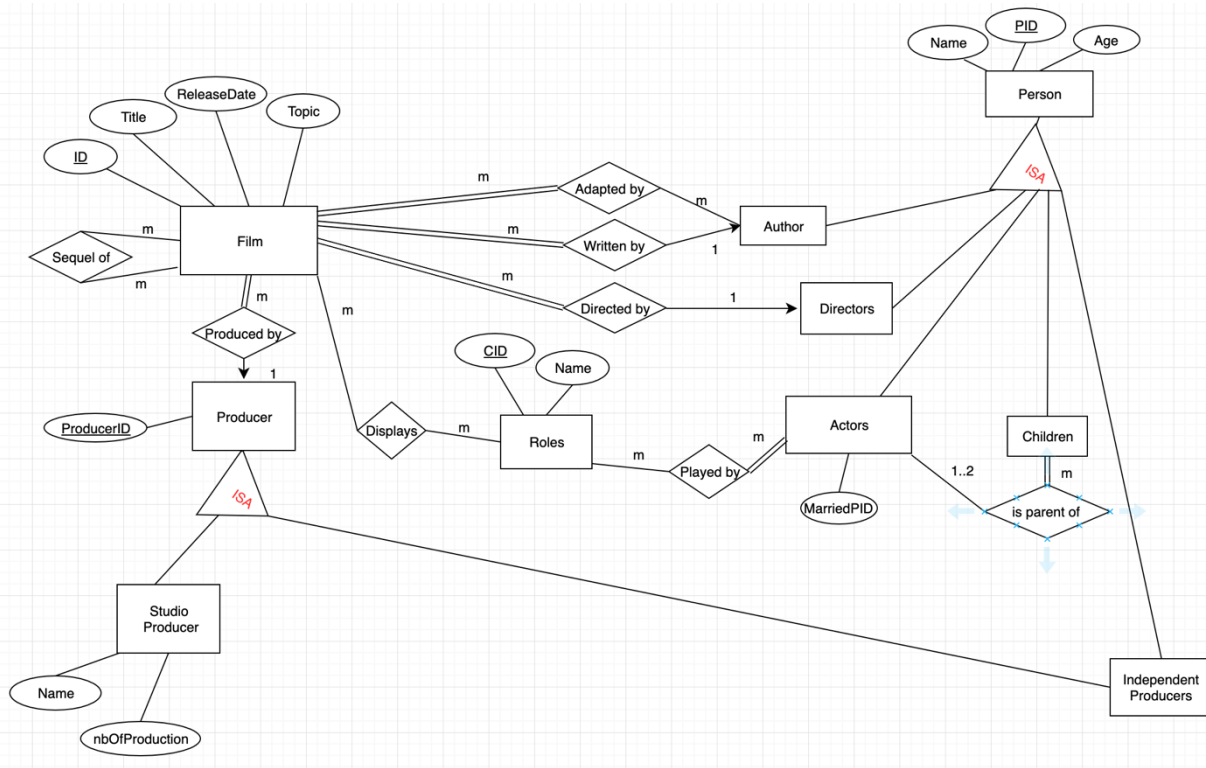 PID
Name
Age
Person
ISA
ReleaseDate
Title
Topic
ID
Film
m
Sequel of
m
m
Adapted by
m
m
Written by
1
Author
m
Directed by
1
Directors
m
Produced by
1
Producer
ProducerID
ISA
Studio
Producer
Name
nbOfProduction
m
Displays
m
CID
Name
Roles
m
Played by
m
Actors
MarriedPID
1..2
Children
m
is parent of
Independent
Producers